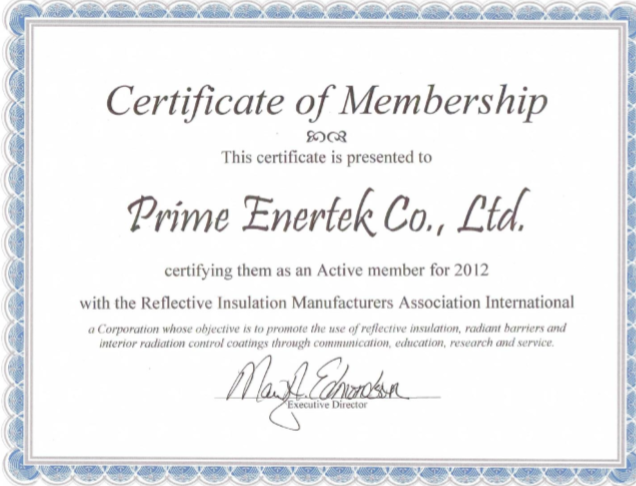 Certificate of Membership
This certificate is presented to
Prime Enertek Co., Ltd.
certifying them as an Active member for 2012
with the Reflective Insulation Manufacturers Association International
a Corporation whose objective is to promote the use of reflective insulation, radiant barriers and
interior radiation control coatings through communication, education, research and service.
Executive Director